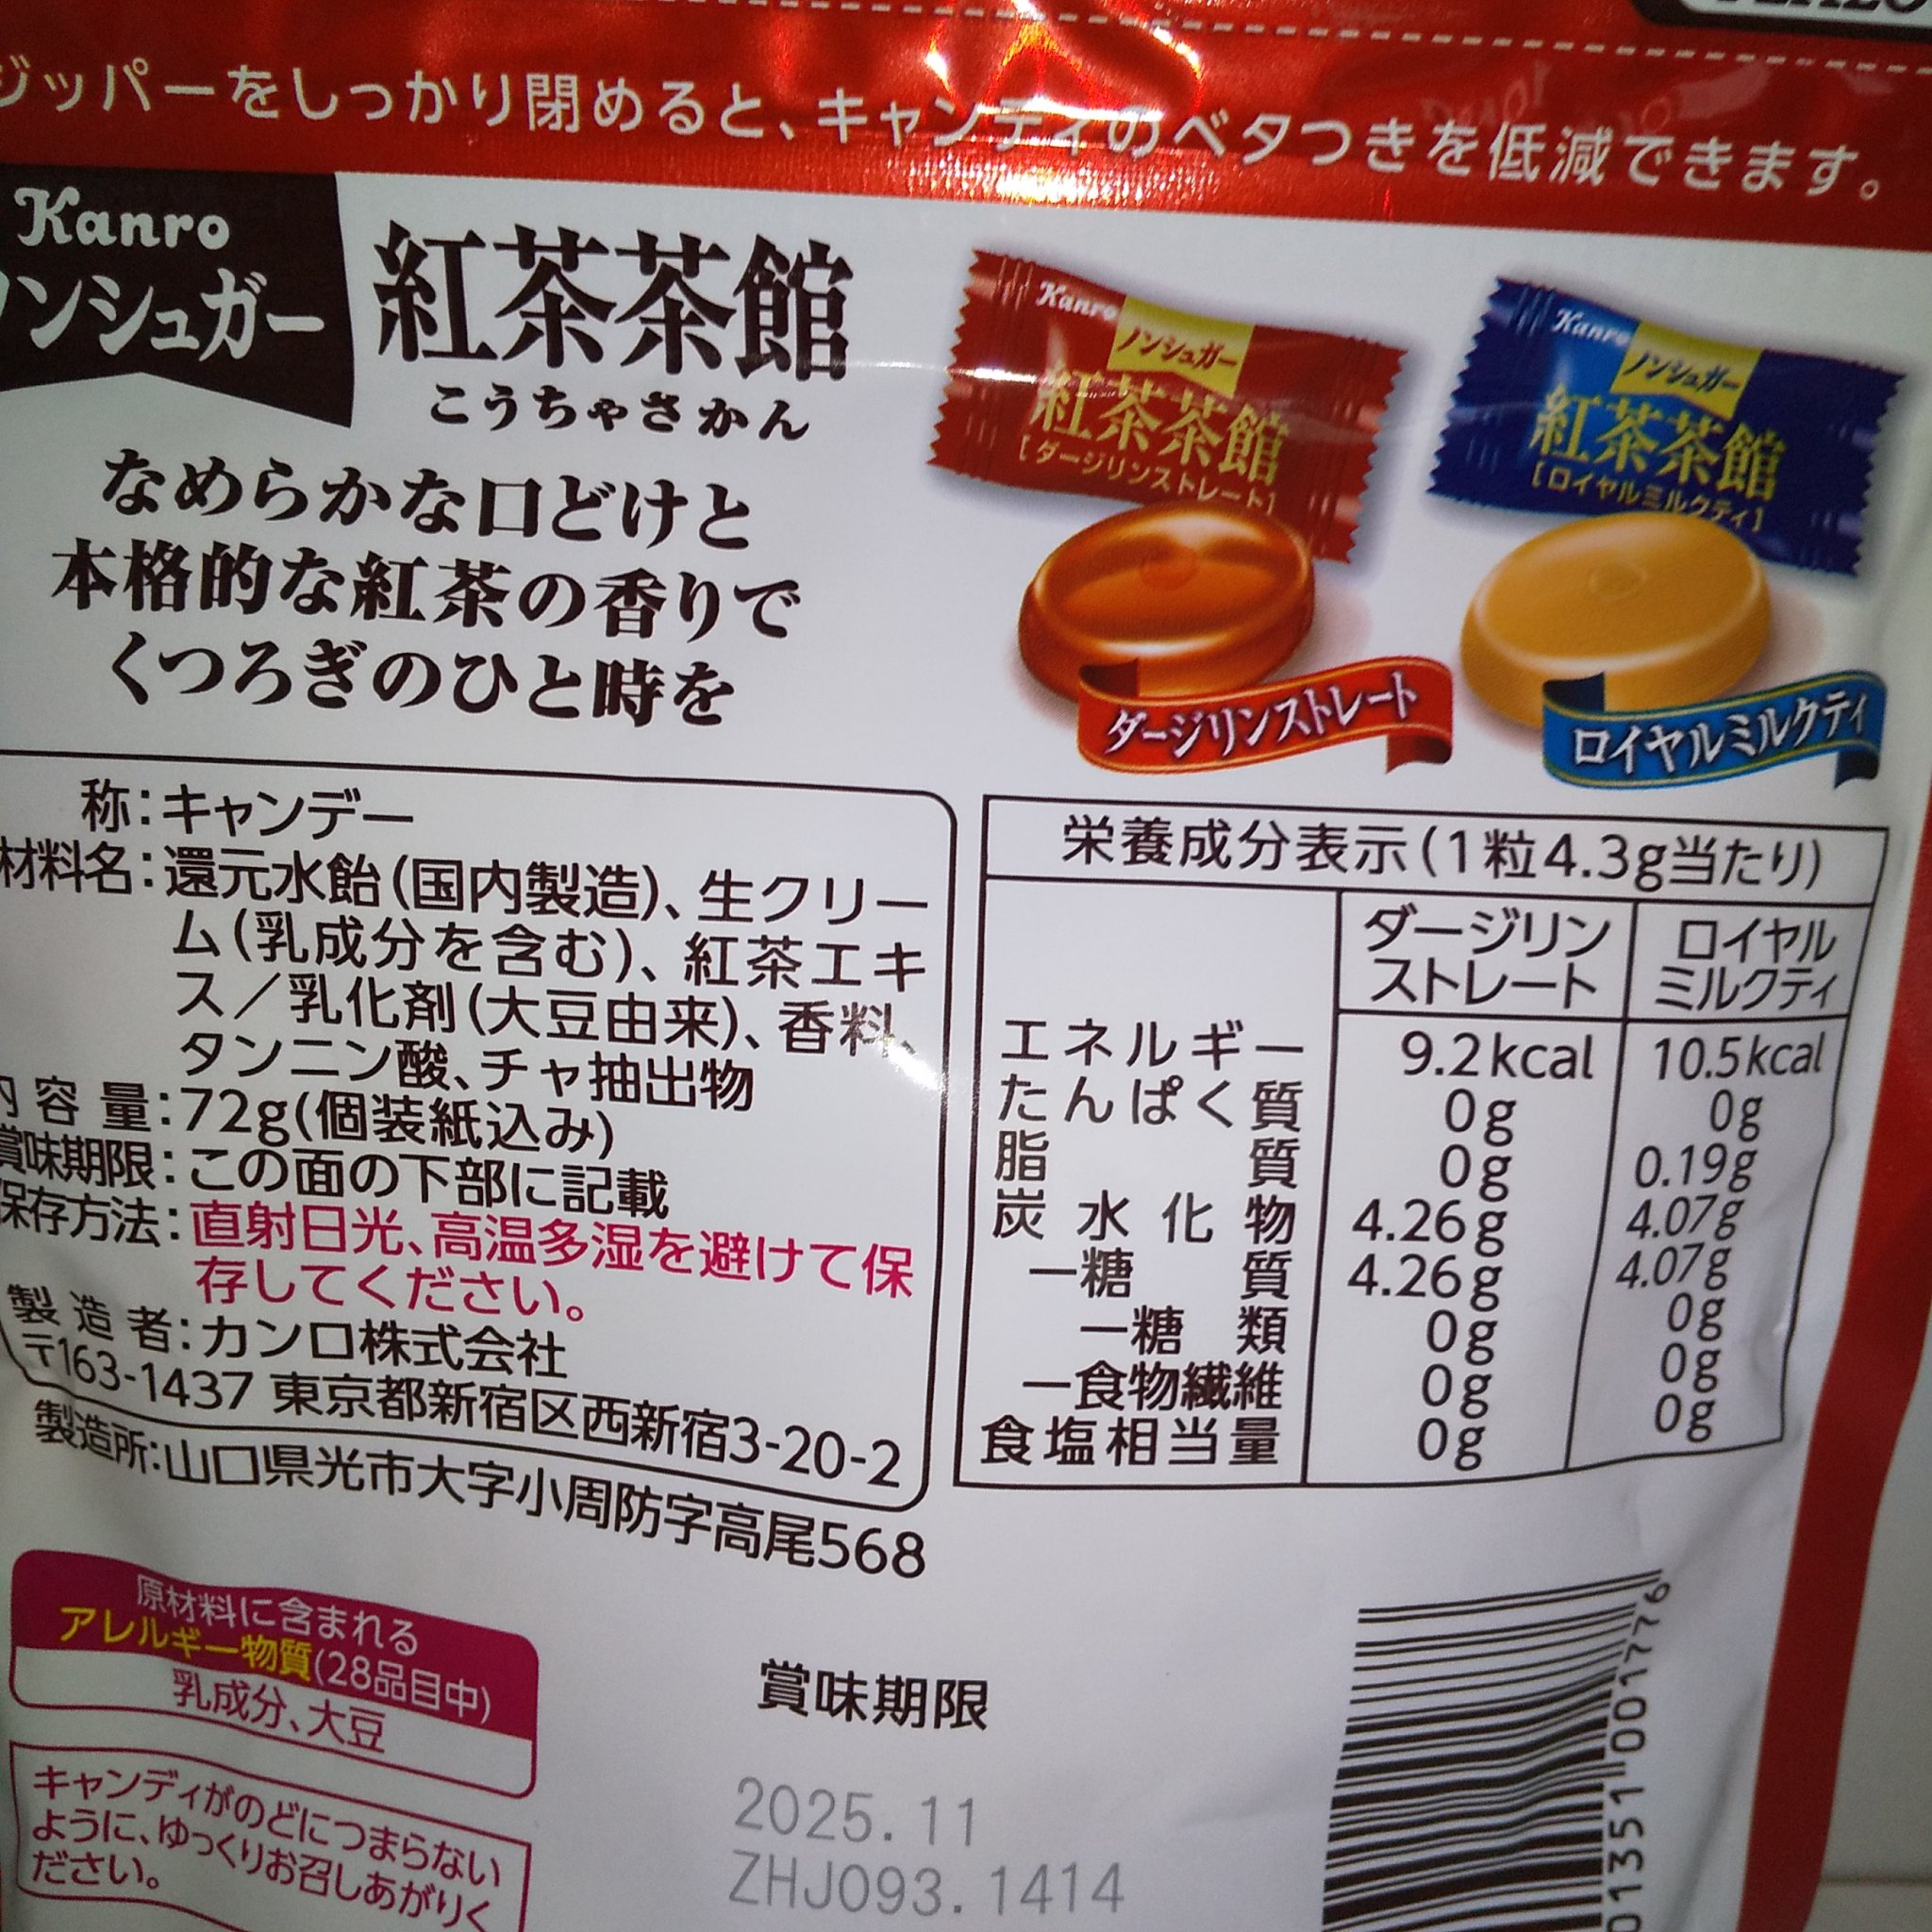 ジッパーをしっかり閉めると、キャンディのベタつきを低減できます。
Kanro
ノンシュガー
紅茶茶館
こうちゃさかん
なめらかな口どけと
本格的な紅茶の香りで
くつろぎのひと時を
Kanro
ノンシュガー
紅茶茶館
[ダージリンストレート]
ダージリンストレート
Kanro
ノンシュガー
紅茶茶館
[ロイヤルミルクティ]
ロイヤルミルクティ
称:キャンデー
材料名:還元水飴(国内製造)、生クリー
ム(乳成分を含む)、紅茶エキ
ス/乳化剤(大豆由来)、香料、
タンニン酸、チャ抽出物
内容量:72g(個装紙込み)
賞味期限:この面の下部に記載
保存方法:直射日光、高温多湿を避けて保
存してください。
製造者:カンロ株式会社
〒163-1437 東京都新宿区西新宿3-20-2
製造所:山口県光市大字小周防字高尾568
栄養成分表示(1粒4.3g当たり)
ダージリンストレート ロイヤルミルクティ
エネルギー 9.2kcal 10.5kcal
たんぱく質 0g 0g
脂質 0g 0.19g
炭水化物 4.26g 4.07g
―糖質 4.26g 4.07g
―糖類 0g 0g
―食物繊維 0g 0g
食塩相当量 0g 0g
原材料に含まれる
アレルギー物質(28品目中)
乳成分、大豆
キャンディがのどにつまらない
ように、ゆっくりお召しあがりく
ださい。
賞味期限
2025.11
ZHJO93.1414
01351 001776